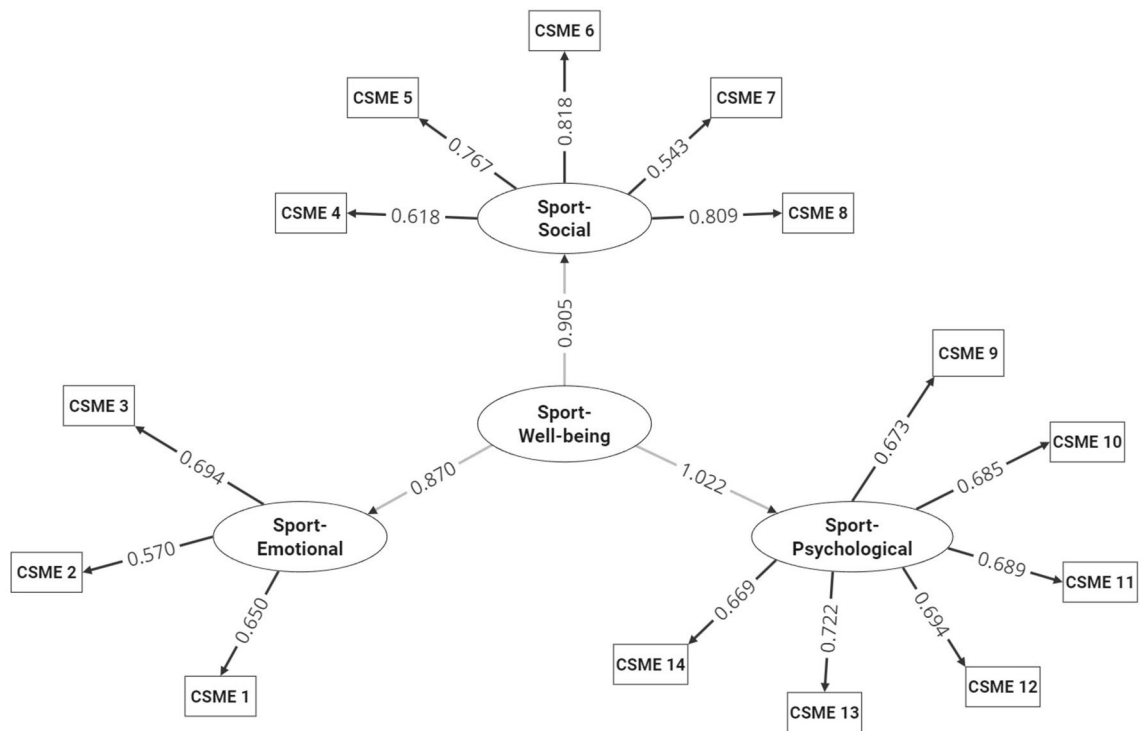 CSME 6
CSME 5
CSME 7
0.818
0.767
0.543
CSME 4
0.618
Sport-
Social
0.809
CSME 8
0.905
CSME 9
CSME 3
Sport-
Well-being
0.673
CSME 10
0.694
0.870
1.022
0.685
Sport-
Emotional
Sport-
Psychological
0.570
CSME 2
0.689
CSME 11
0.650
0.669
0.722
0.694
CSME 14
CSME 12
CSME 1
CSME 13